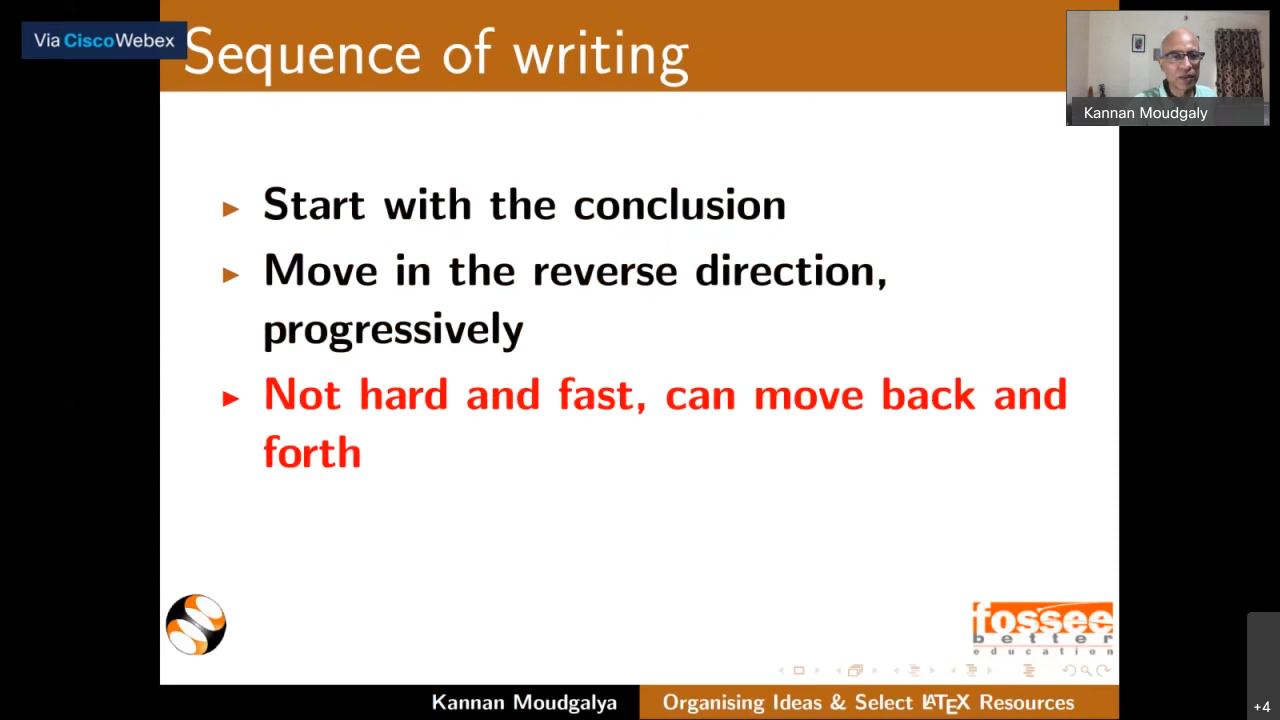 Via CiscoWebex
Sequence of writing
Kannan Moudgaly
Start with the conclusion
Move in the reverse direction,
progressively
Not hard and fast, can move back and
forth
fossee
better
education
Kannan Moudgalya
Organising Ideas & Select LATEX Resources
+4